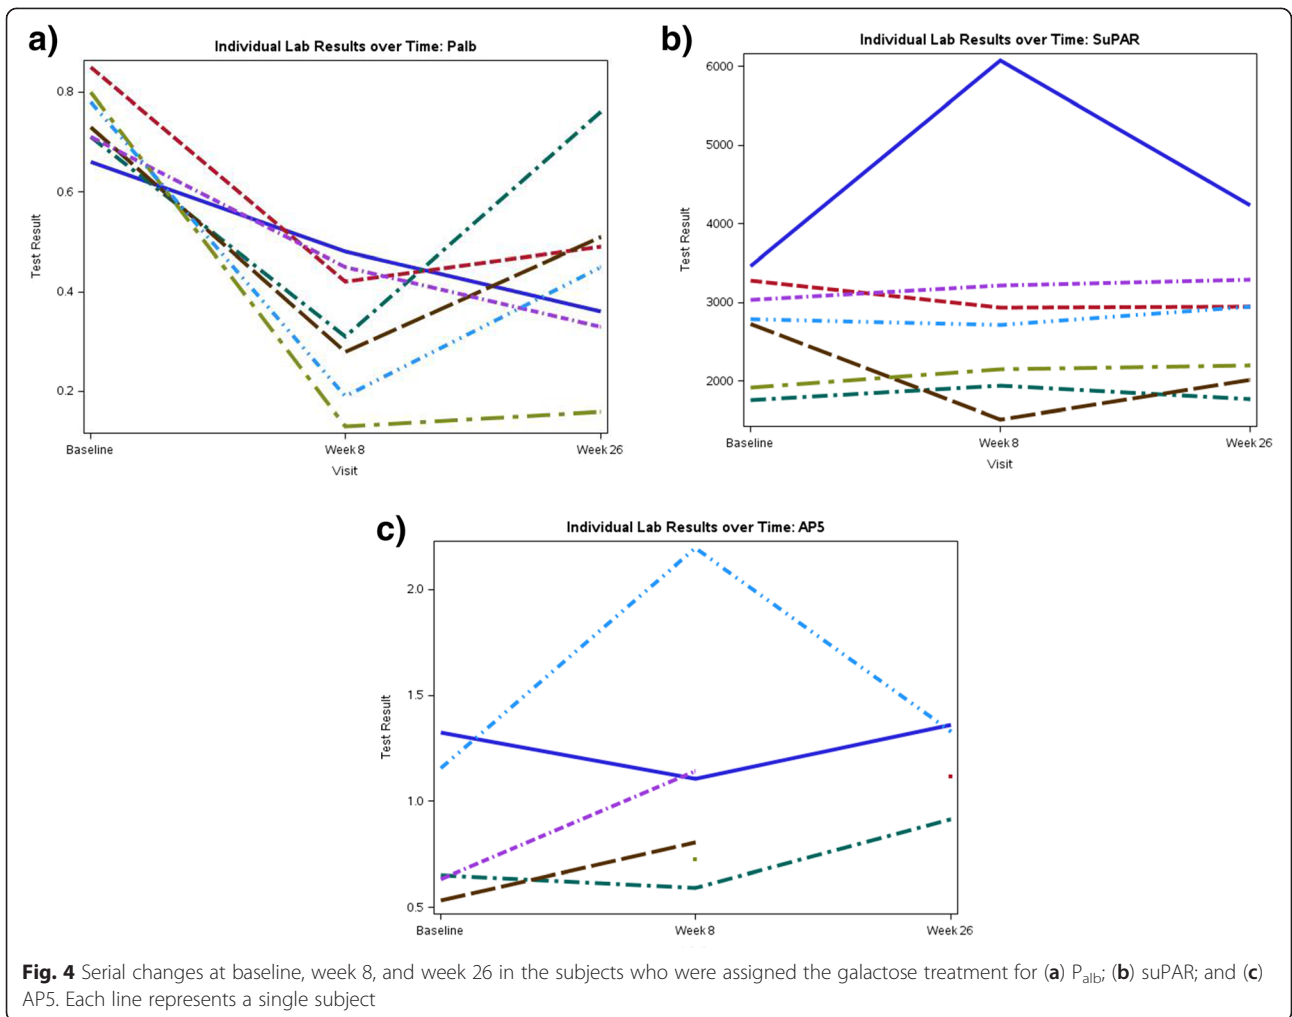 a)
Individual Lab Results over Time: Palb
Test Result
0.8
0.6
0.4
0.2
Baseline
Week 8
Week 26
Visit
b)
Individual Lab Results over Time: SuPAR
Test Result
6000
5000
4000
3000
2000
Baseline
Week 8
Week 26
Visit
c)
Individual Lab Results over Time: AP5
Test Result
2.0
1.5
1.0
0.5
Baseline
Week 8
Week 26
Fig. 4 Serial changes at baseline, week 8, and week 26 in the subjects who were assigned the galactose treatment for (a) Palb; (b) suPAR; and (c)
AP5. Each line represents a single subject